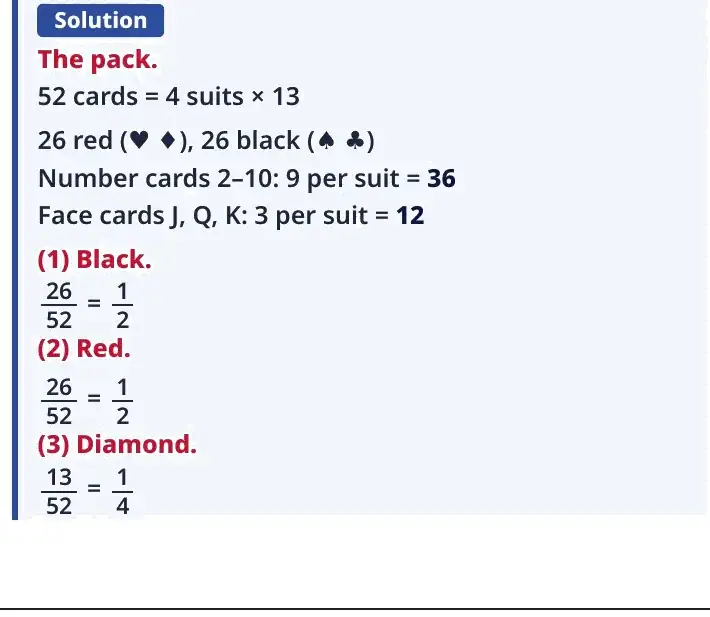 Solution
The pack.
52 cards = 4 suits × 13
26 red (♥ ♦), 26 black (♠ ♣)
Number cards 2–10: 9 per suit = 36
Face cards J, Q, K: 3 per suit = 12
(1) Black.
26/52 = 1/2
(2) Red.
26/52 = 1/2
(3) Diamond.
13/52 = 1/4